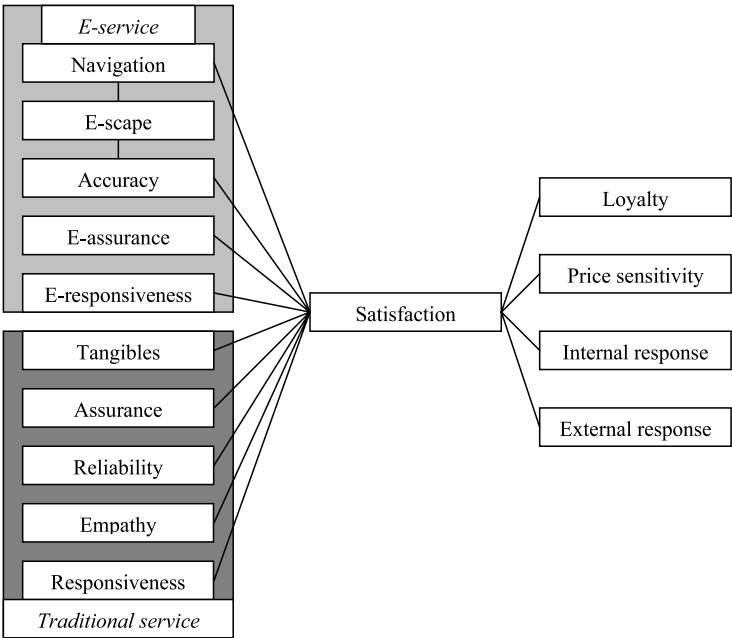 E-service
Navigation
E-scape
Accuracy
E-assurance
E-responsiveness
Tangibles
Assurance
Reliability
Empathy
Responsiveness
Traditional service
Satisfaction
Loyalty
Price sensitivity
Internal response
External response